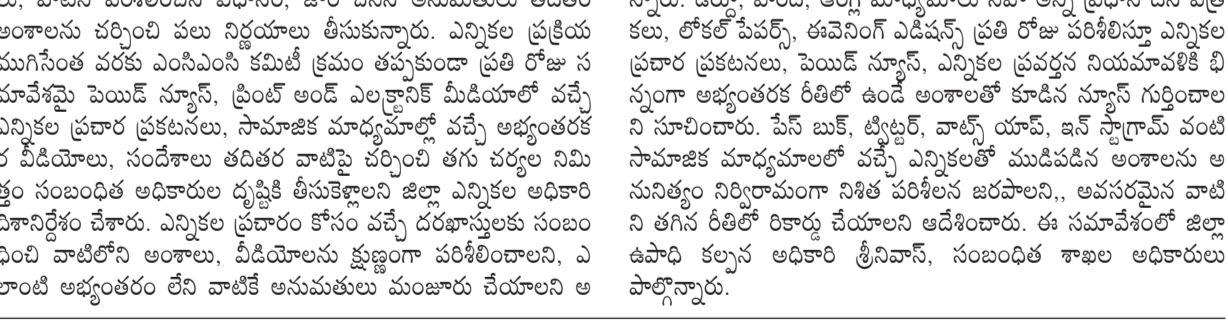 అంశాలను చర్చించి పలు నిర్ణయాలు తీసుకున్నారు. ఎన్నికల ప్రక్రియ
ముగిసేంత వరకు ఎంసిఎంసి కమిటీ క్రమం తప్పకుండా ప్రతి రోజు స
మావేశమై పెయిడ్ న్యూస్, ప్రింట్ అండ్ ఎలక్ట్రానిక్ మీడియాలో వచ్చే
ఎన్నికల ప్రచార ప్రకటనలు, సామాజిక మాధ్యమాల్లో వచ్చే అభ్యంతరక
ర వీడియోలు, సందేశాలు తదితర వాటిపై చర్చించి తగు చర్యల నిమి
త్తం సంబంధిత అధికారుల దృష్టికి తీసుకెళ్లాలని జిల్లా ఎన్నికల అధికారి
దిశానిర్దేశం చేశారు. ఎన్నికల ప్రచారం కోసం వచ్చే దరఖాస్తులకు సంబం
ధించి వాటిలోని అంశాలు, వీడియోలను క్షుణ్ణంగా పరిశీలించాలని, ఎ
లాంటి అభ్యంతరం లేని వాటికే అనుమతులు మంజూరు చేయాలని అ
కలు, లోకల్ పేపర్స్, ఈవెనింగ్ ఎడిషన్స్ ప్రతి రోజు పరిశీలిస్తూ ఎన్నికల
ప్రచార ప్రకటనలు, పెయిడ్ న్యూస్, ఎన్నికల ప్రవర్తన నియమావళికి భి
న్నంగా అభ్యంతరక రీతిలో ఉండే అంశాలతో కూడిన న్యూస్ గుర్తించాల
ని సూచించారు. పేస్ బుక్, ట్విట్టర్, వాట్స్ యాప్, ఇన్ స్టాగ్రామ్ వంటి
సామాజిక మాధ్యమాలలో వచ్చే ఎన్నికలతో ముడిపడిన అంశాలను అ
నునిత్యం నిర్విరామంగా నిశిత పరిశీలన జరపాలని,, అవసరమైన వాటి
ని తగిన రీతిలో రికార్డు చేయాలని ఆదేశించారు. ఈ సమావేశంలో జిల్లా
ఉపాధి కల్పన అధికారి శ్రీనివాస్, సంబంధిత శాఖల అధికారులు
పాల్గొన్నారు.